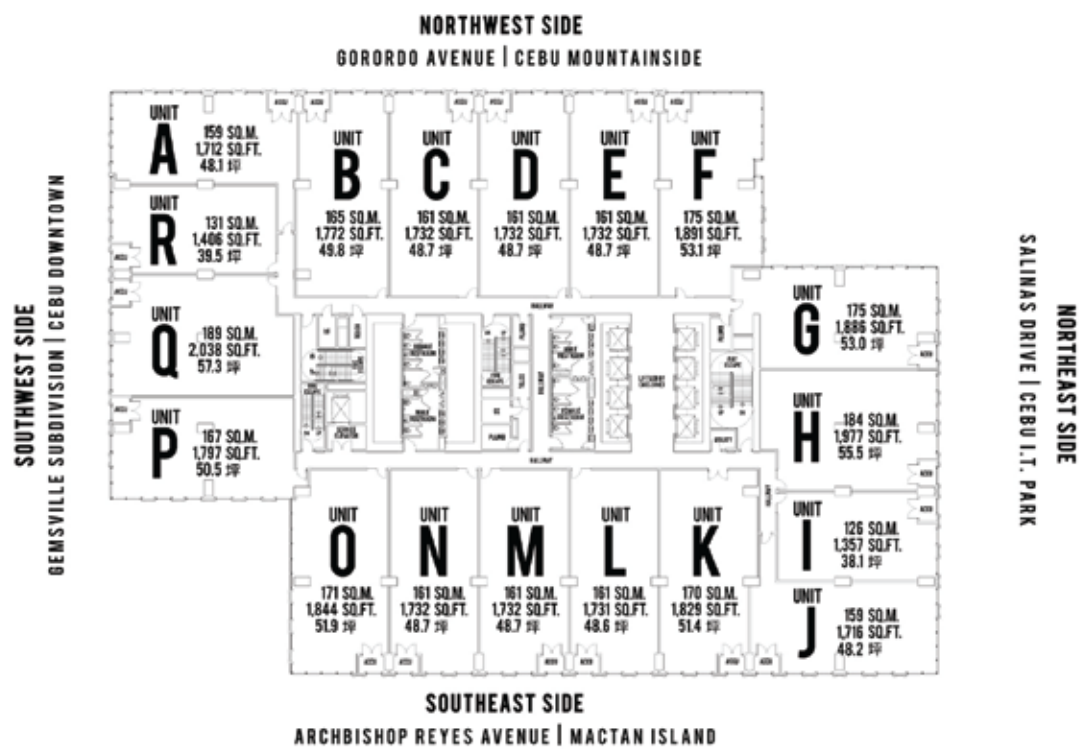 NORTHWEST SIDE
GORORDO AVENUE | CEBU MOUNTAINSIDE
UNIT
A
159 SQ.M.
1,712 SQ.FT.
48.1 坪
UNIT
B
165 SQ.M.
1,772 SQ.FT.
49.8 坪
UNIT
C
161 SQ.M.
1,732 SQ.FT.
48.7 坪
UNIT
D
161 SQ.M.
1,732 SQ.FT.
48.7 坪
UNIT
E
161 SQ.M.
1,732 SQ.FT.
48.7 坪
UNIT
F
175 SQ.M.
1,891 SQ.FT.
53.1 坪
UNIT
R
131 SQ.M.
1,406 SQ.FT.
39.5 坪
UNIT
Q
189 SQ.M.
2,038 SQ.FT.
57.3 坪
UNIT
P
167 SQ.M.
1,797 SQ.FT.
50.5 坪
UNIT
G
175 SQ.M.
1,886 SQ.FT.
53.0 坪
UNIT
H
184 SQ.M.
1,977 SQ.FT.
55.5 坪
UNIT
I
126 SQ.M.
1,357 SQ.FT.
38.1 坪
UNIT
J
159 SQ.M.
1,716 SQ.FT.
48.2 坪
HALLWAY
HALLWAY
HALLWAY
HALLWAY
UNIT
O
171 SQ.M.
1,844 SQ.FT.
51.9 坪
UNIT
N
161 SQ.M.
1,732 SQ.FT.
48.7 坪
UNIT
M
161 SQ.M.
1,732 SQ.FT.
48.7 坪
UNIT
L
161 SQ.M.
1,731 SQ.FT.
48.6 坪
UNIT
K
170 SQ.M.
1,829 SQ.FT.
51.4 坪
SOUTHWEST SIDE
GEMSVILLE SUBDIVISION | CEBU DOWNTOWN
NORTHEAST SIDE
SALINAS DRIVE | CEBU I.T. PARK
SOUTHEAST SIDE
ARCHBISHOP REYES AVENUE | MACTAN ISLAND